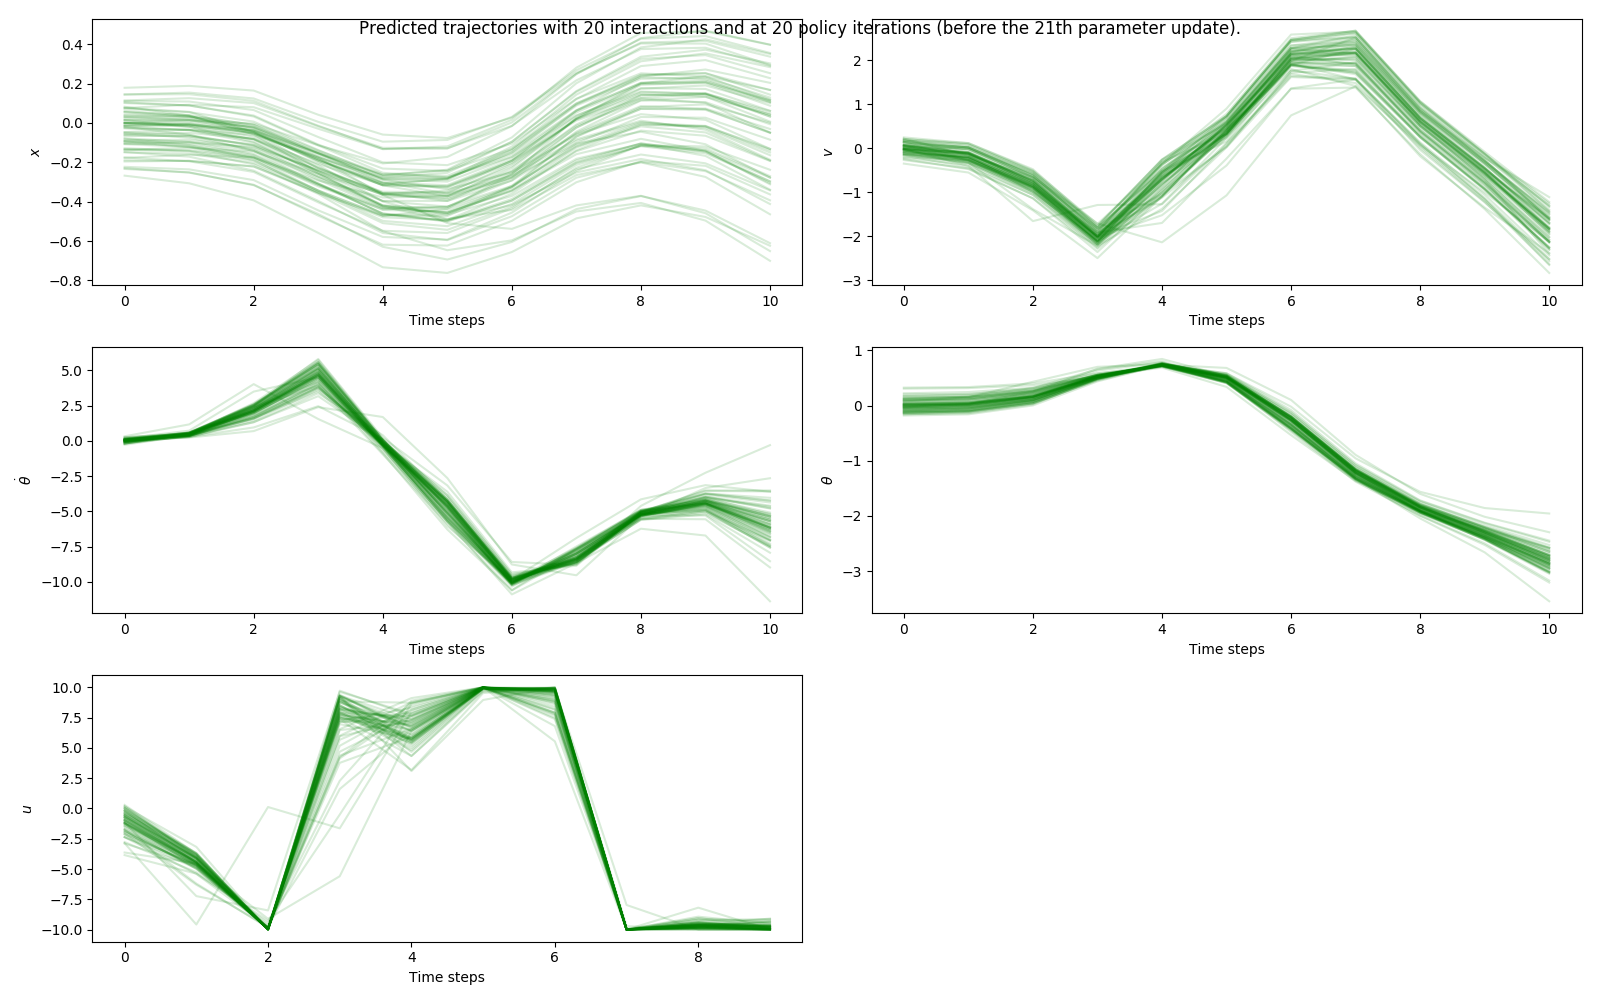 Predicted trajectories with 20 interactions and at 20 policy iterations (before the 21th parameter update).
0.4
0.2
0.0
−0.2
−0.4
−0.6
−0.8
x
0 2 4 6 8 10
Time steps
2
1
0
−1
−2
−3
v
0 2 4 6 8 10
Time steps
5.0
2.5
0.0
−2.5
−5.0
−7.5
−10.0
θ̇
0 2 4 6 8 10
Time steps
1
0
−1
−2
−3
θ
0 2 4 6 8 10
Time steps
10.0
7.5
5.0
2.5
0.0
−2.5
−5.0
−7.5
−10.0
u
0 2 4 6 8
Time steps